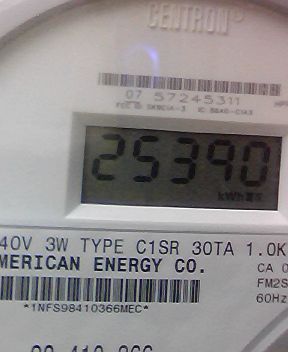 CENTRON®
07 57245311
25390
kWh
40V 3W TYPE C1SR 30TA 1.0K
MERICAN ENERGY CO.
CA 0
FM2S
60Hz
*1NFS98410366MEC*